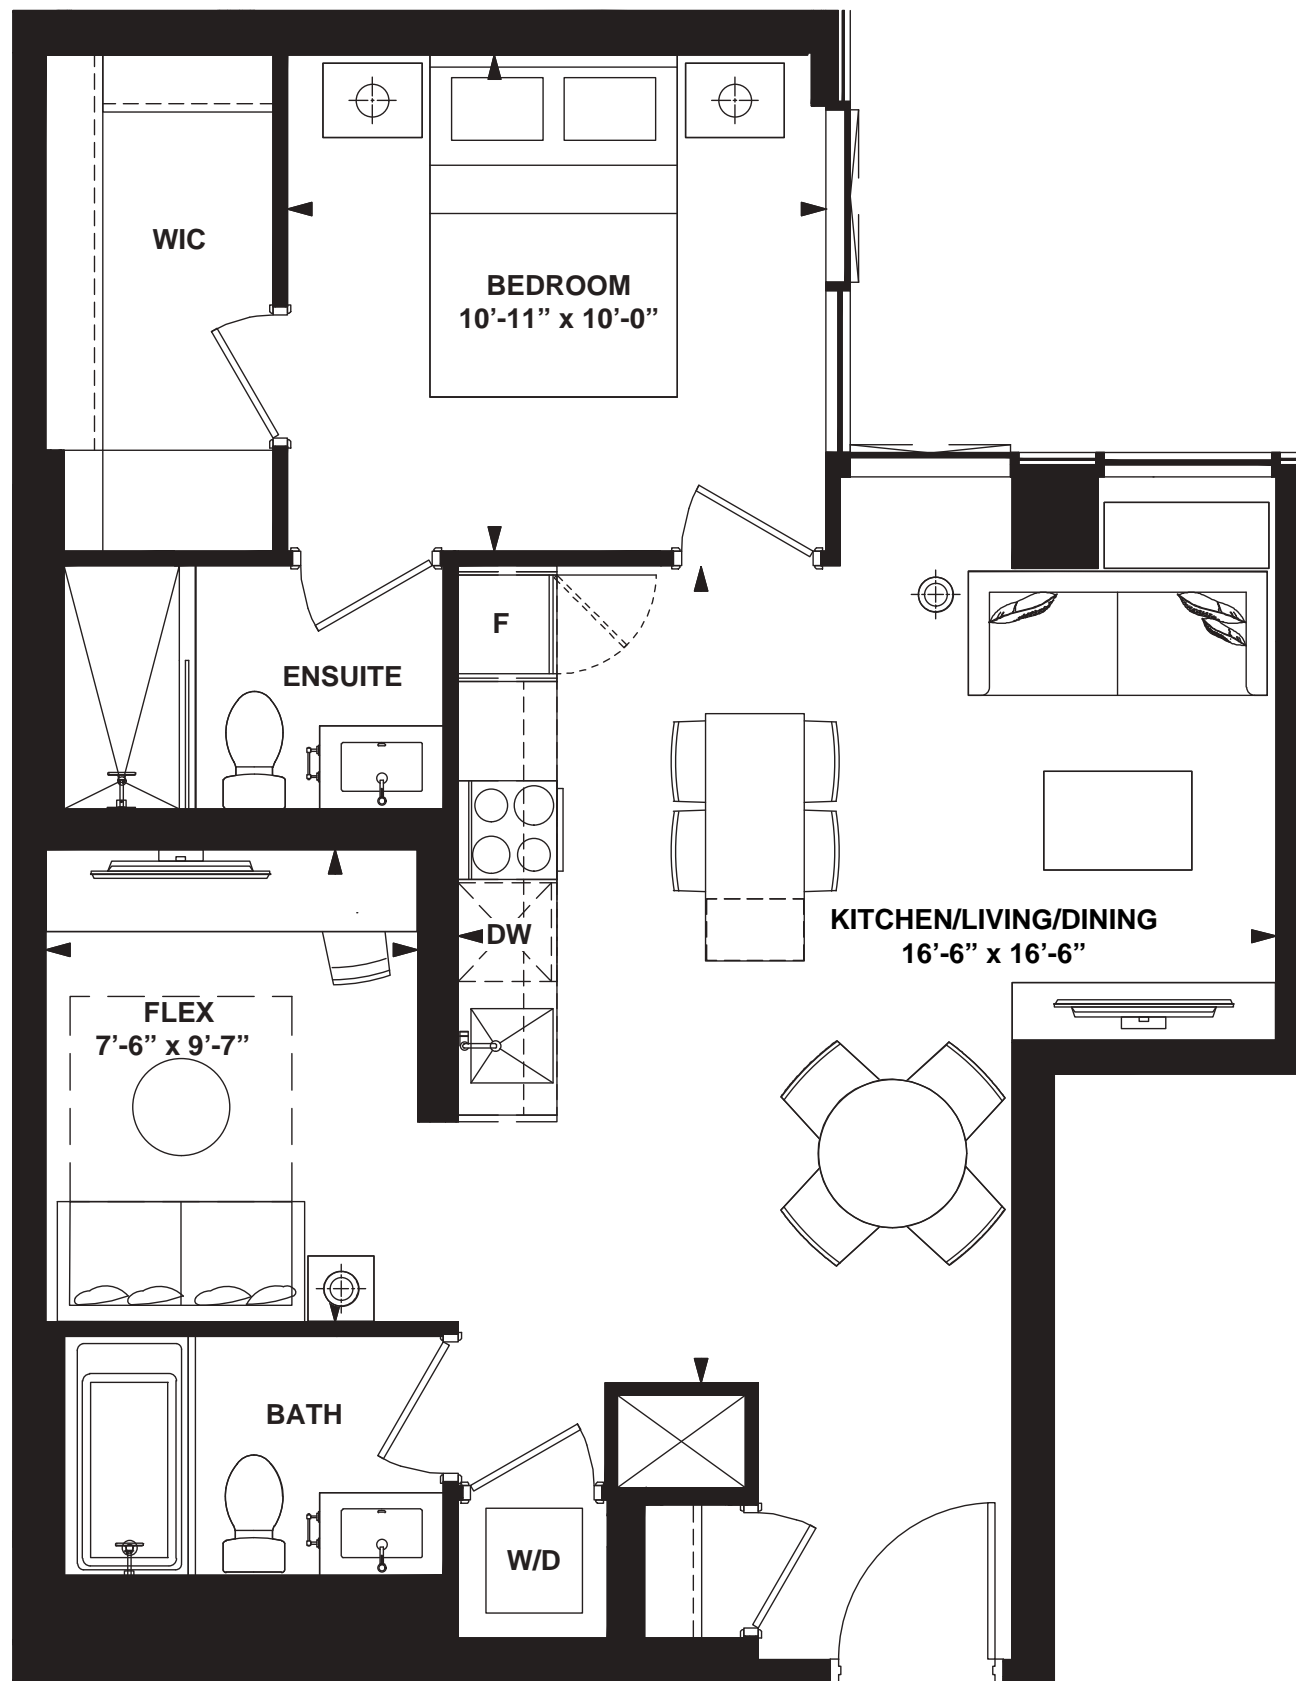 WIC
BEDROOM
10’-11” x 10’-0”
F
ENSUITE
KITCHEN/LIVING/DINING
16’-6” x 16’-6”
DW
FLEX
7’-6” x 9’-7”
BATH
W/D